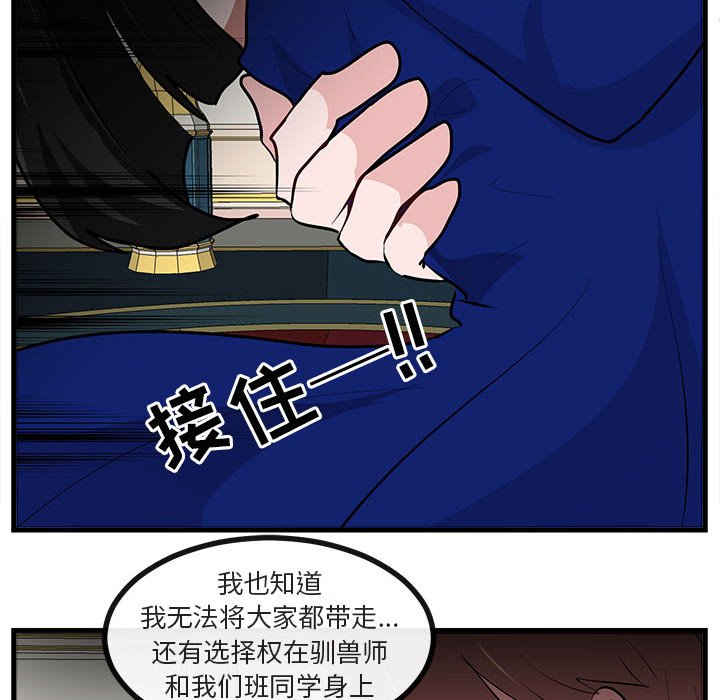 接住一!!
我也知道
我无法将大家都带走...
还有选择权在驯兽师
和我们班同学身上